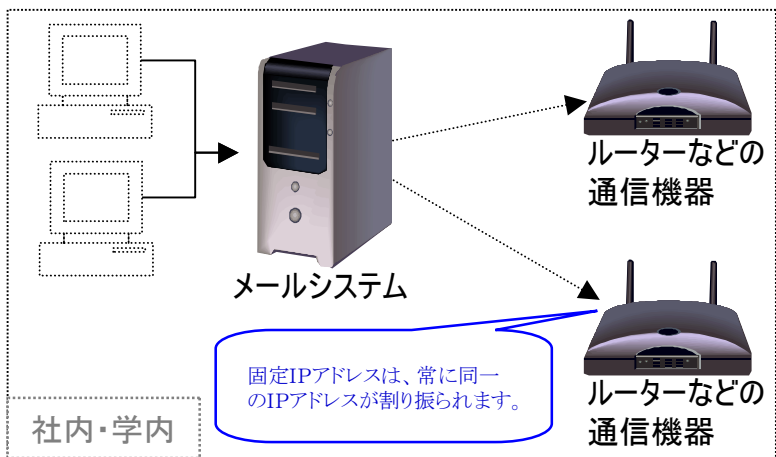 ルーターなどの
通信機器
メールシステム
固定IPアドレスは、常に同一
のIPアドレスが割り振られます。
ルーターなどの
通信機器
社内・学内